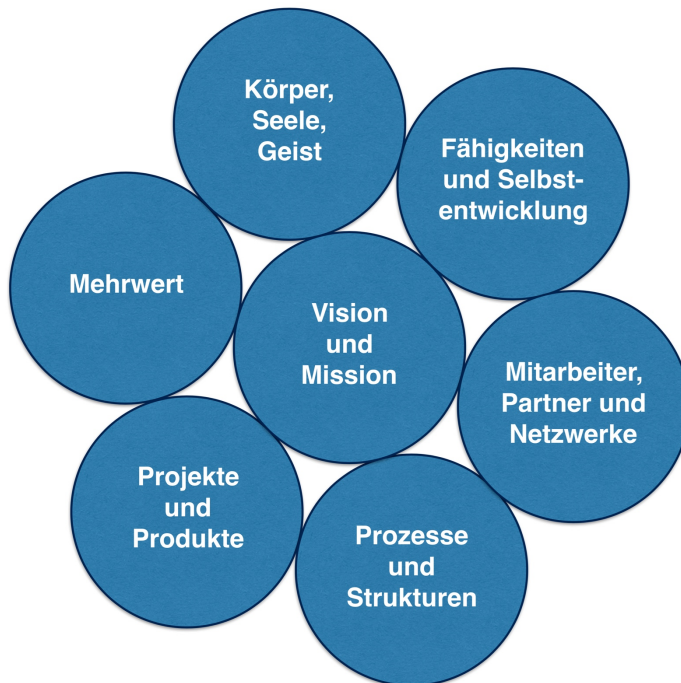 Körper,
Seele,
Geist
Fähigkeiten
und Selbst-
entwicklung
Mehrwert
Vision
und
Mission
Mitarbeiter,
Partner und
Netzwerke
Projekte
und
Produkte
Prozesse
und
Strukturen